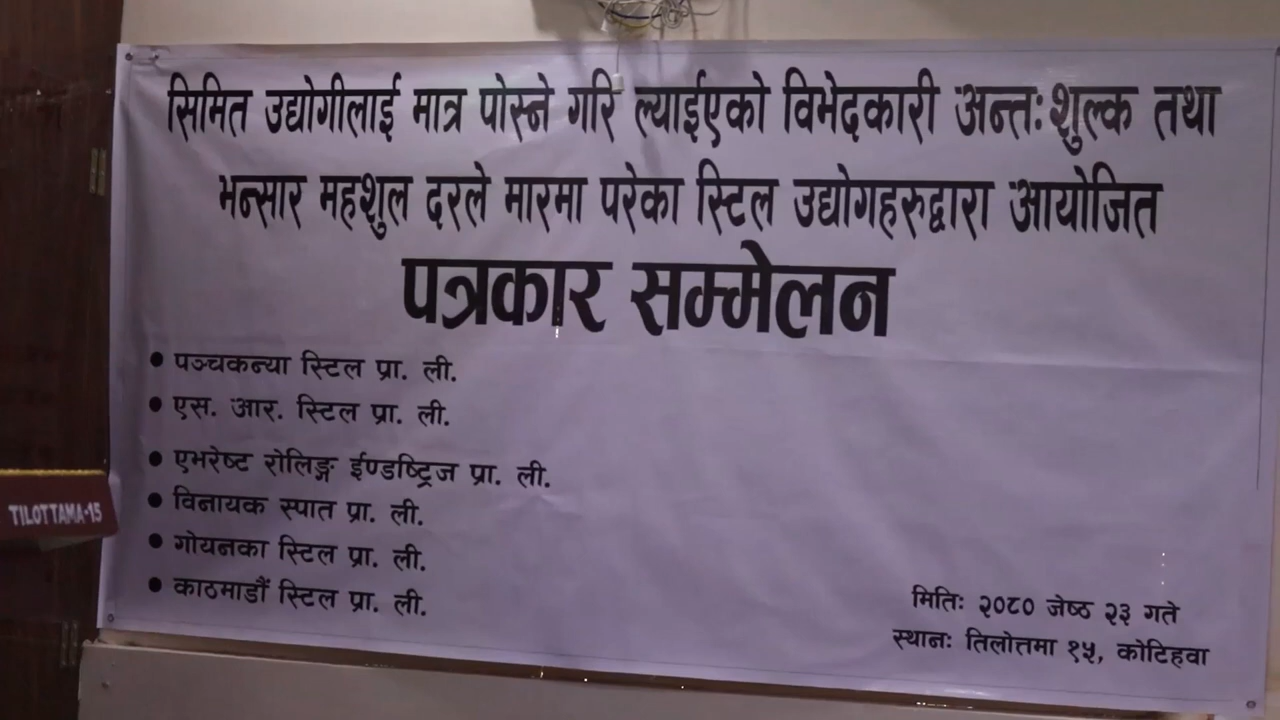 सिमित उद्योगीलाई मात्र पोस्ने गरि ल्याईएको विभेदकारी अन्तःशुल्क तथा
भन्सार महशुल दरले मारमा परेका स्टिल उद्योगहरुद्वारा आयोजित
पत्रकार सम्मेलन
• पञ्चकन्या स्टिल प्रा. ली.
• एस. आर. स्टिल प्रा. ली.
• एभरेष्ट रोलिङ्ग ईण्डष्ट्रिज प्रा. ली.
• विनायक स्पात प्रा. ली.
• गोयनका स्टिल प्रा. ली.
• काठमाडौं स्टिल प्रा. ली.
TILOTTAMA-15
मितिः २०८० जेष्ठ २३ गते
स्थानः तिलोत्तमा १५, कोटिहवा